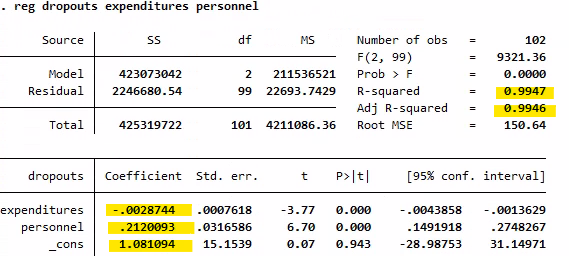 . reg dropouts expenditures personnel
Source | SS df MS Number of obs = 102
F(2, 99) = 9321.36
Model | 423073042 2 211536521 Prob > F = 0.0000
Residual | 2246680.54 99 22693.7429 R-squared = 0.9947
Adj R-squared = 0.9946
Total | 425319722 101 4211086.36 Root MSE = 150.64
dropouts | Coefficient Std. err. t P>|t| [95% conf. interval]
expenditures | -.0028744 .0007618 -3.77 0.000 -.0043858 -.0013629
personnel | .2120093 .0316586 6.70 0.000 .1491918 .2748267
_cons | 1.081094 15.1539 0.07 0.943 -28.98753 31.14971